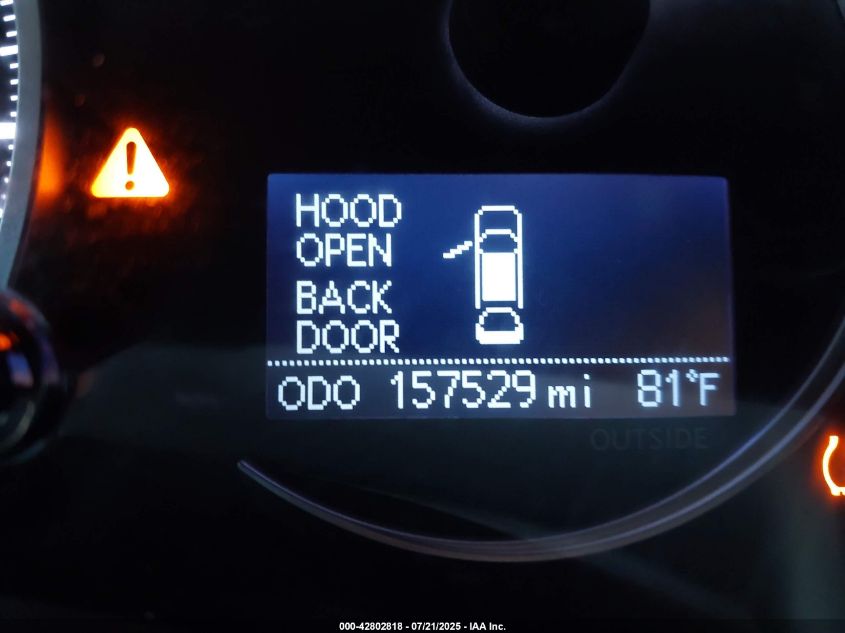 HOOD
OPEN
BACK
DOOR
ODO 157529 mi 81°F
OUTSIDE
000-42802818 - 07/21/2025 - IAA Inc.